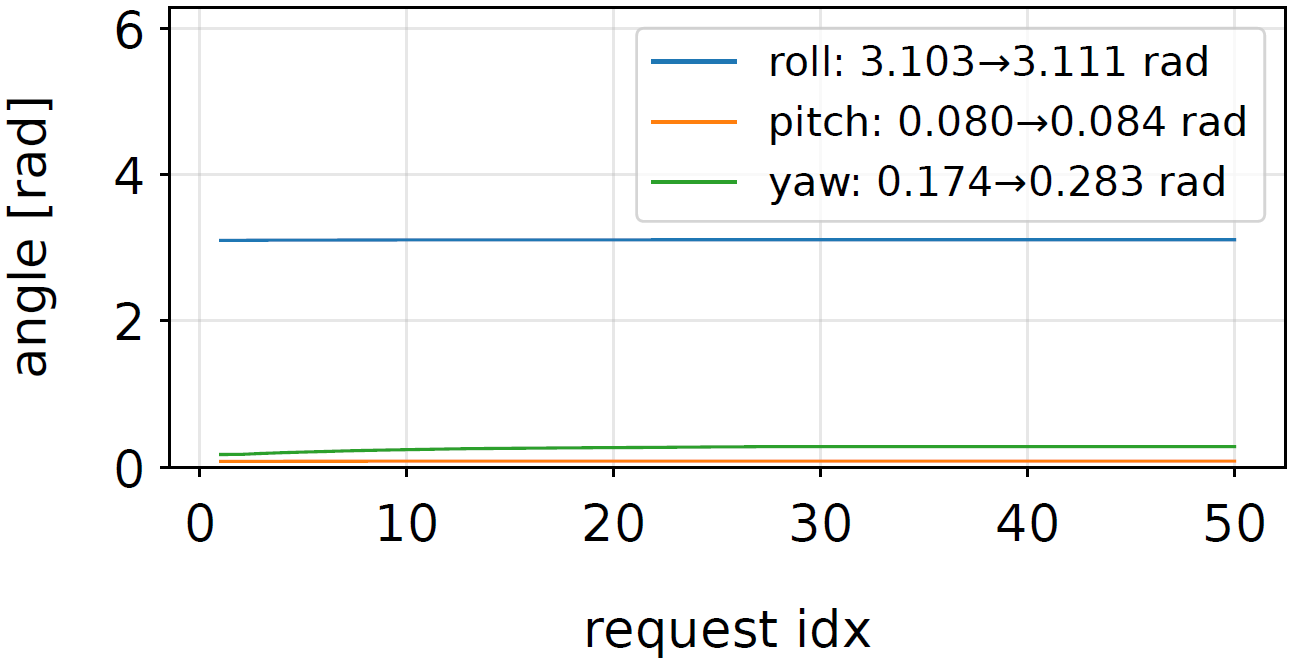 angle [rad]
6
4
2
0
roll: 3.103→3.111 rad
pitch: 0.080→0.084 rad
yaw: 0.174→0.283 rad
0 10 20 30 40 50
request idx